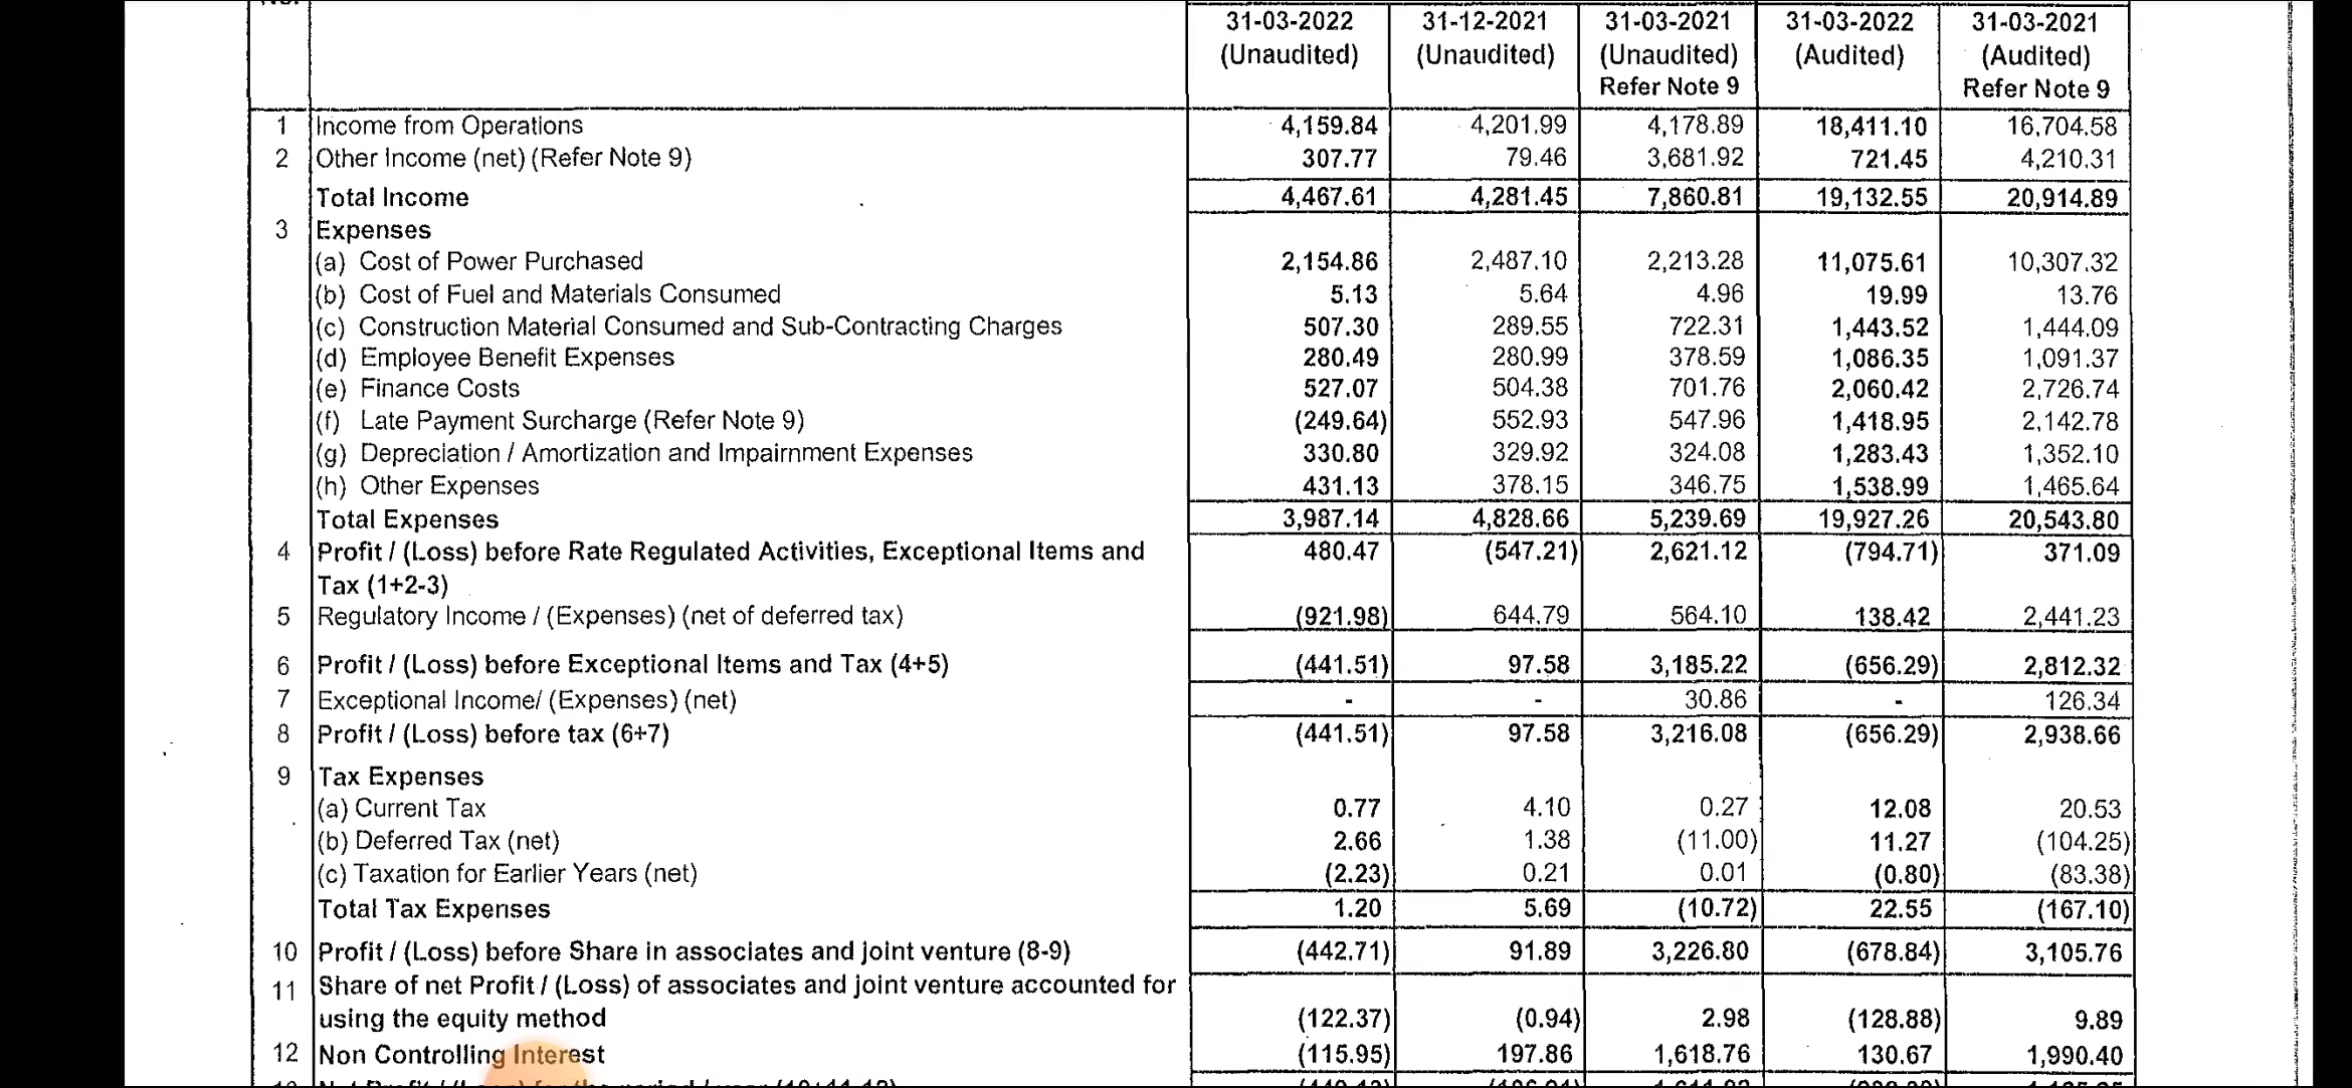 31-03-2022 31-12-2021 31-03-2021 31-03-2022 31-03-2021
(Unaudited) (Unaudited) (Unaudited) (Audited) (Audited)
Refer Note 9 Refer Note 9
1 Income from Operations 4,159.84 4,201.99 4,178.89 18,411.10 16,704.58
2 Other Income (net) (Refer Note 9) 307.77 79.46 3,681.92 721.45 4,210.31
Total Income 4,467.61 4,281.45 7,860.81 19,132.55 20,914.89
3 Expenses
(a) Cost of Power Purchased 2,154.86 2,487.10 2,213.28 11,075.61 10,307.32
(b) Cost of Fuel and Materials Consumed 5.13 5.64 4.96 19.99 13.76
(c) Construction Material Consumed and Sub-Contracting Charges 507.30 289.55 722.31 1,443.52 1,444.09
(d) Employee Benefit Expenses 280.49 280.99 378.59 1,086.35 1,091.37
(e) Finance Costs 527.07 504.38 701.76 2,060.42 2,726.74
(f) Late Payment Surcharge (Refer Note 9) (249.64) 552.93 547.96 1,418.95 2,142.78
(g) Depreciation / Amortization and Impairnment Expenses 330.80 329.92 324.08 1,283.43 1,352.10
(h) Other Expenses 431.13 378.15 346.75 1,538.99 1,465.64
Total Expenses 3,987.14 4,828.66 5,239.69 19,927.26 20,543.80
4 Profit / (Loss) before Rate Regulated Activities, Exceptional Items and 480.47 (547.21) 2,621.12 (794.71) 371.09
Tax (1+2-3)
5 Regulatory Income / (Expenses) (net of deferred tax) (921.98) 644.79 564.10 138.42 2,441.23
6 Profit / (Loss) before Exceptional Items and Tax (4+5) (441.51) 97.58 3,185.22 (656.29) 2,812.32
7 Exceptional Income/ (Expenses) (net) - - 30.86 - 126.34
8 Profit / (Loss) before tax (6+7) (441.51) 97.58 3,216.08 (656.29) 2,938.66
9 Tax Expenses
(a) Current Tax 0.77 4.10 0.27 12.08 20.53
(b) Deferred Tax (net) 2.66 1.38 (11.00) 11.27 (104.25)
(c) Taxation for Earlier Years (net) (2.23) 0.21 0.01 (0.80) (83.38)
Total Tax Expenses 1.20 5.69 (10.72) 22.55 (167.10)
10 Profit / (Loss) before Share in associates and joint venture (8-9) (442.71) 91.89 3,226.80 (678.84) 3,105.76
11 Share of net Profit / (Loss) of associates and joint venture accounted for
using the equity method (122.37) (0.94) 2.98 (128.88) 9.89
12 Non Controlling Interest (115.95) 197.86 1,618.76 130.67 1,990.40